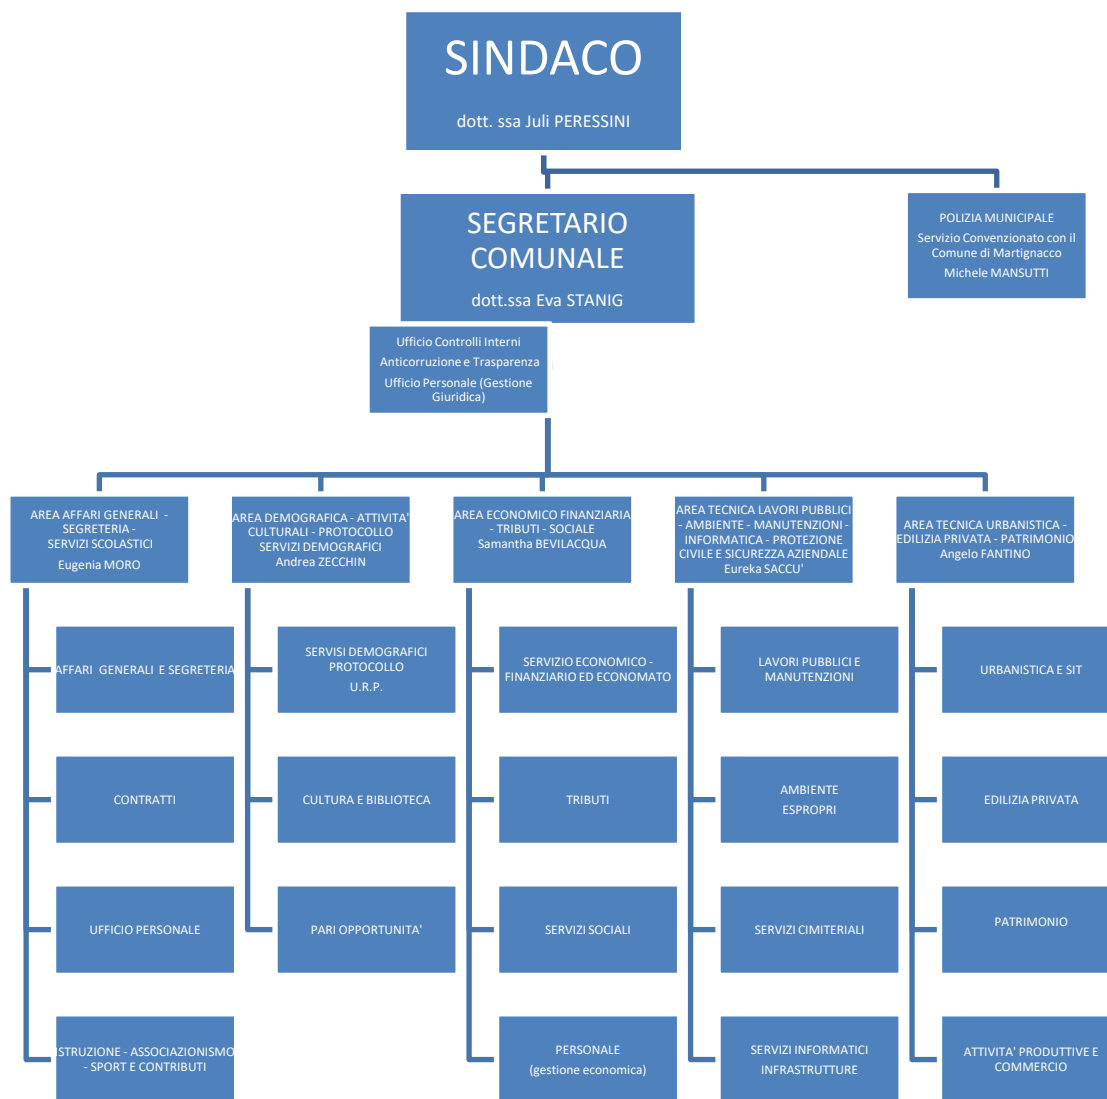 SINDACO
dott. ssa Juli PERESSINI
SEGRETARIO
COMUNALE
dott.ssa Eva STANIG
POLIZIA MUNICIPALE
Servizio Convenzionato con il
Comune di Martignacco
Michele MANSUTTI
Ufficio Controlli Interni
Anticorruzione e Trasparenza
Ufficio Personale (Gestione
Giuridica)
AREA AFFARI GENERALI -
SEGRETERIA -
SERVIZI SCOLASTICI
Eugenia MORO
AREA DEMOGRAFICA - ATTIVITA'
CULTURALI - PROTOCOLLO
SERVIZI DEMOGRAFICI
Andrea ZECCHIN
AREA ECONOMICO FINANZIARIA
- TRIBUTI - SOCIALE
Samantha BEVILACQUA
AREA TECNICA LAVORI PUBBLICI
- AMBIENTE - MANUTENZIONI -
INFORMATICA - PROTEZIONE
CIVILE E SICUREZZA AZIENDALE
Eureka SACCU'
AREA TECNICA URBANISTICA -
EDILIZIA PRIVATA - PATRIMONIO
Angelo FANTINO
AFFARI GENERALI E SEGRETERIA
SERVISI DEMOGRAFICI
PROTOCOLLO
U.R.P.
SERVIZIO ECONOMICO -
FINANZIARIO ED ECONOMATO
LAVORI PUBBLICI E
MANUTENZIONI
URBANISTICA E SIT
CONTRATTI
CULTURA E BIBLIOTECA
TRIBUTI
AMBIENTE
ESPROPRI
EDILIZIA PRIVATA
UFFICIO PERSONALE
PARI OPPORTUNITA'
SERVIZI SOCIALI
SERVIZI CIMITERIALI
PATRIMONIO
ISTRUZIONE - ASSOCIAZIONISMO
- SPORT E CONTRIBUTI
PERSONALE
(gestione economica)
SERVIZI INFORMATICI
INFRASTRUTTURE
ATTIVITA' PRODUTTIVE E
COMMERCIO